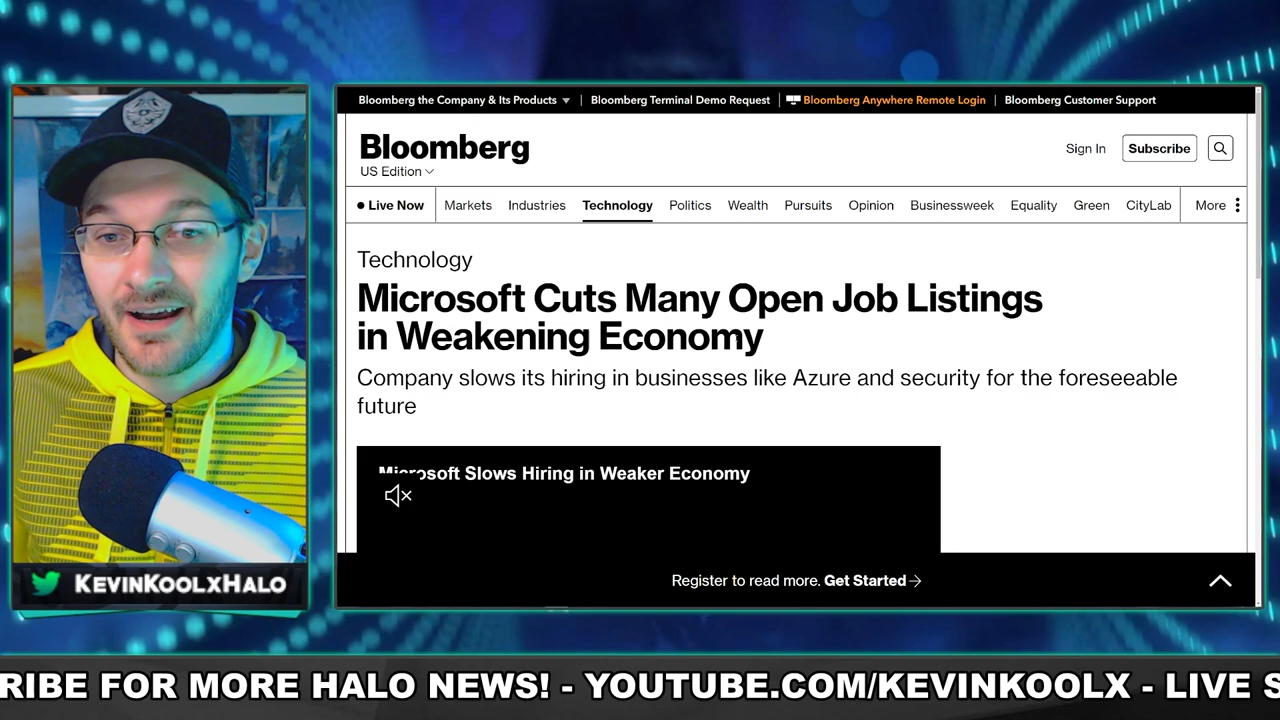 Bloomberg the Company & Its Products
Bloomberg Terminal Demo Request
Bloomberg Anywhere Remote Login
Bloomberg Customer Support
Bloomberg
US Edition
Sign In
Subscribe
Live Now
Markets
Industries
Technology
Politics
Wealth
Pursuits
Opinion
Businessweek
Equality
Green
CityLab
More
Technology
Microsoft Cuts Many Open Job Listings
in Weakening Economy
Company slows its hiring in businesses like Azure and security for the foreseeable
future
Microsoft Slows Hiring in Weaker Economy
Register to read more. Get Started
KevinKoolxHalo
RIBE FOR MORE HALO NEWS! - YOUTUBE.COM/KEVINKOOLX - LIVE S